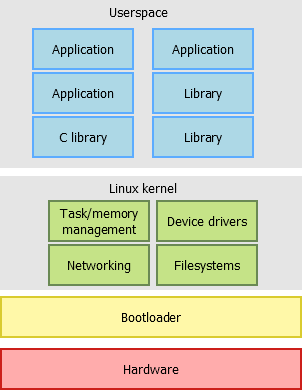 Userspace
Application
Application
Application
Library
C library
Library
Linux kernel
Task/memory
management
Device drivers
Networking
Filesystems
Bootloader
Hardware